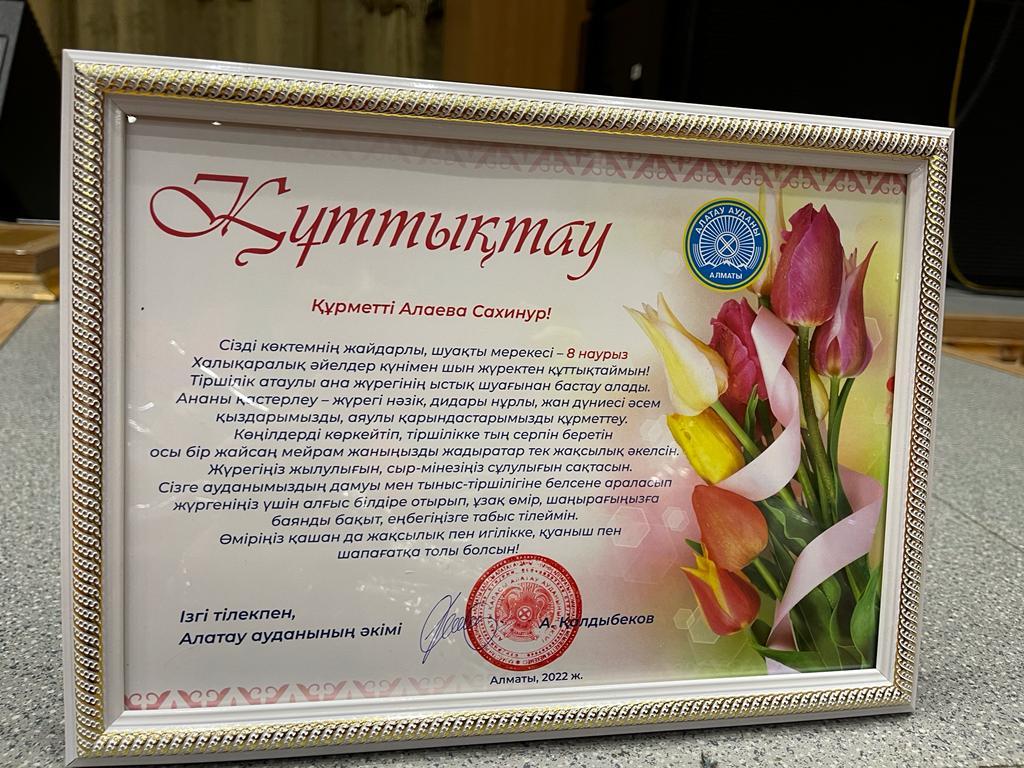 Құттықтау
АЛАТАУ АУДАНЫ
АЛМАТЫ
Құрметті Алаева Сахинур!
Сізді көктемнің жайдарлы, шуақты мерекесі – 8 наурыз
Халықаралық әйелдер күнімен шын жүректен құттықтаймын!
Тіршілік атаулы ана жүрегінің ыстық шуағынан бастау алады.
Ананы қастерлеу – жүрегі нәзік, дидары нұрлы, жан дүниесі әсем
қыздарымызды, аяулы қарындастарымызды құрметтеу.
Көңілдерді көркейтіп, тіршілікке тың серпін беретін
осы бір жайсаң мейрам жаныңызды жадыратар тек жақсылық әкелсін.
Жүрегіңіз жылулығын, сыр-мінезіңіз сұлулығын сақтасын.
Сізге ауданымыздың дамуы мен тыныс-тіршілігіне белсене араласып
жүргеніңіз үшін алғыс білдіре отырып, ұзақ өмір, шаңырағыңызға
баянды бақыт, еңбегіңізге табыс тілеймін.
Өміріңіз қашан да жақсылық пен игілікке, қуаныш пен
шапағатқа толы болсын!
Ізгі тілекпен,
Алатау ауданының әкімі
А. Қалдыбеков
Алматы, 2022 ж.